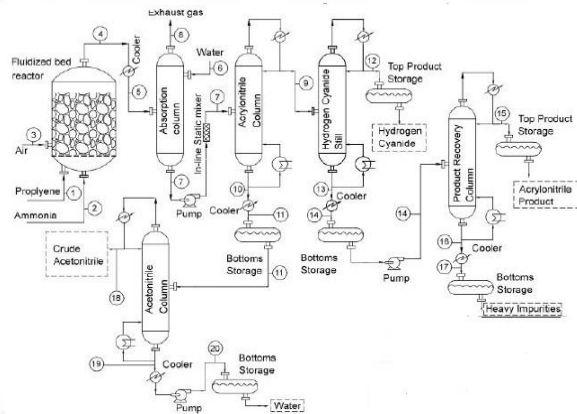 Exhaust gas
4
Cooler
8
Water
12
Top Product
Storage
Fluidized bed
reactor
5
6
7
9
3
Air
Absorption
column
In-line Static mixer
Acrylonitrile
Column
Hydrogen Cyanide
Still
Hydrogen
Cyanide
15
Top Product
Storage
Product Recovery
Column
Acrylonitrile
Product
Proplyene
1
7
Pump
10
Cooler
11
13
Cooler
14
14
Ammonia
2
Bottoms
Storage
11
Bottoms
Storage
Pump
16
Cooler
17
Bottoms
Storage
Heavy Impurities
Crude
Acetonitrile
18
Acetonitrile
Column
19
Cooler
20
Bottoms
Storage
Pump
Water